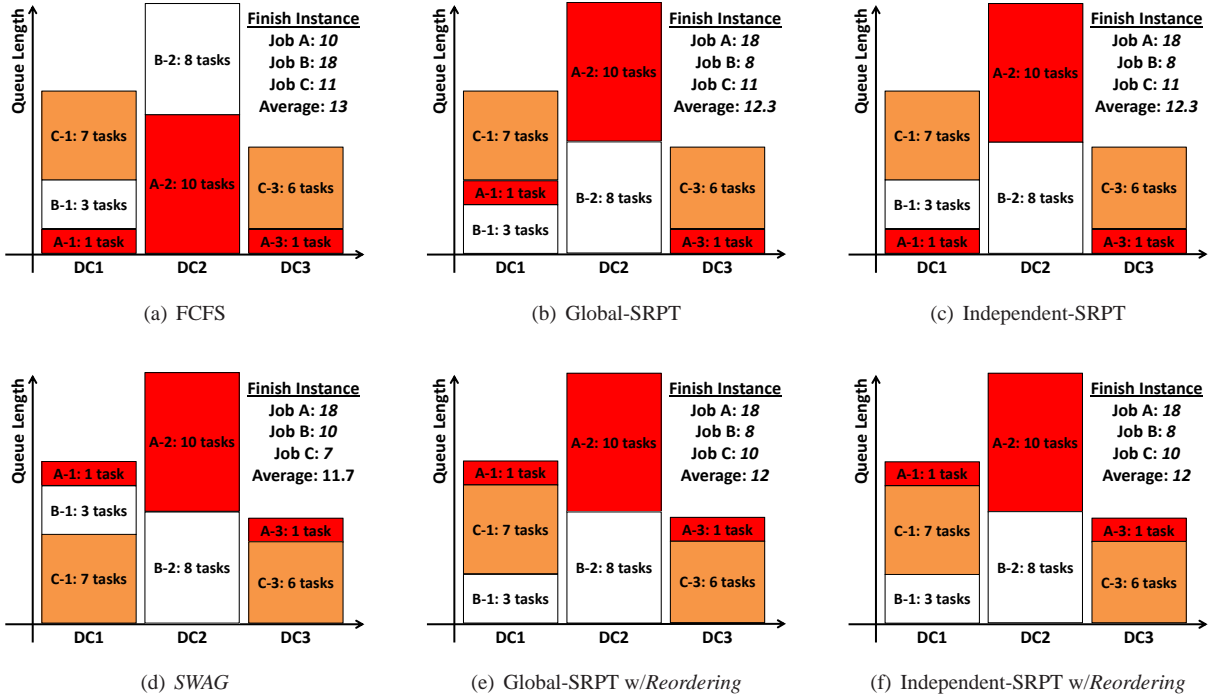 Queue Length
Finish Instance
Job A: 10
Job B: 18
Job C: 11
Average: 13
B-2: 8 tasks
C-1: 7 tasks
A-2: 10 tasks
C-3: 6 tasks
B-1: 3 tasks
A-1: 1 task
A-3: 1 task
DC1
DC2
DC3
(a) FCFS
Queue Length
Finish Instance
Job A: 18
Job B: 8
Job C: 11
Average: 12.3
A-2: 10 tasks
C-1: 7 tasks
C-3: 6 tasks
A-1: 1 task
B-2: 8 tasks
B-1: 3 tasks
A-3: 1 task
DC1
DC2
DC3
(b) Global-SRPT
Queue Length
Finish Instance
Job A: 18
Job B: 8
Job C: 11
Average: 12.3
A-2: 10 tasks
C-1: 7 tasks
C-3: 6 tasks
B-1: 3 tasks
B-2: 8 tasks
A-1: 1 task
A-3: 1 task
DC1
DC2
DC3
(c) Independent-SRPT
Queue Length
Finish Instance
Job A: 18
Job B: 10
Job C: 7
Average: 11.7
A-2: 10 tasks
A-1: 1 task
B-1: 3 tasks
A-3: 1 task
B-2: 8 tasks
C-1: 7 tasks
C-3: 6 tasks
DC1
DC2
DC3
(d) SWAG
Queue Length
Finish Instance
Job A: 18
Job B: 8
Job C: 10
Average: 12
A-2: 10 tasks
A-1: 1 task
C-1: 7 tasks
A-3: 1 task
B-2: 8 tasks
C-3: 6 tasks
B-1: 3 tasks
DC1
DC2
DC3
(e) Global-SRPT w/Reordering
Queue Length
Finish Instance
Job A: 18
Job B: 8
Job C: 10
Average: 12
A-2: 10 tasks
A-1: 1 task
C-1: 7 tasks
A-3: 1 task
B-2: 8 tasks
C-3: 6 tasks
B-1: 3 tasks
DC1
DC2
DC3
(f) Independent-SRPT w/Reordering